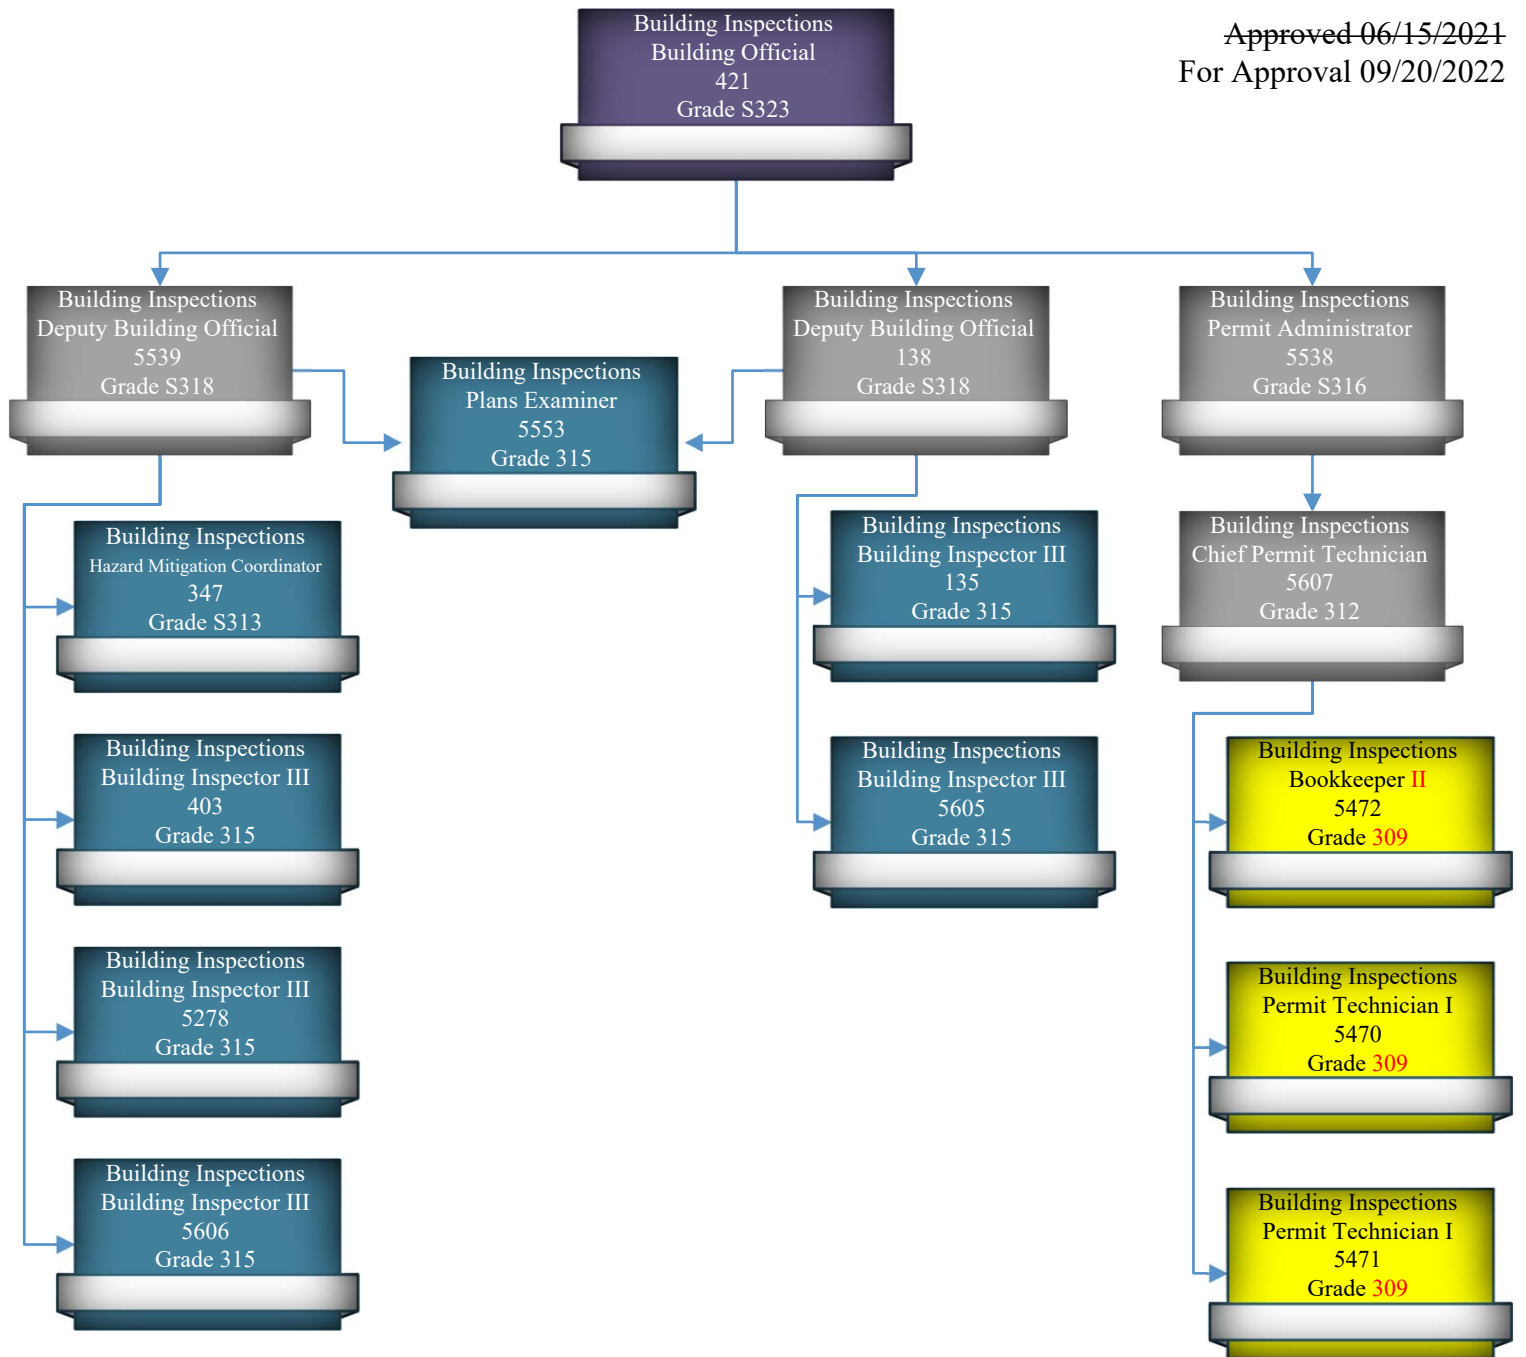 Approved 06/15/2021
For Approval 09/20/2022
Building Inspections
Building Official
421
Grade S323
Building Inspections
Deputy Building Official
5539
Grade S318
Building Inspections
Plans Examiner
5553
Grade 315
Building Inspections
Deputy Building Official
138
Grade S318
Building Inspections
Permit Administrator
5538
Grade S316
Building Inspections
Hazard Mitigation Coordinator
347
Grade S313
Building Inspections
Building Inspector III
403
Grade 315
Building Inspections
Building Inspector III
5278
Grade 315
Building Inspections
Building Inspector III
5606
Grade 315
Building Inspections
Building Inspector III
135
Grade 315
Building Inspections
Building Inspector III
5605
Grade 315
Building Inspections
Chief Permit Technician
5607
Grade 312
Building Inspections
Bookkeeper II
5472
Grade 309
Building Inspections
Permit Technician I
5470
Grade 309
Building Inspections
Permit Technician I
5471
Grade 309